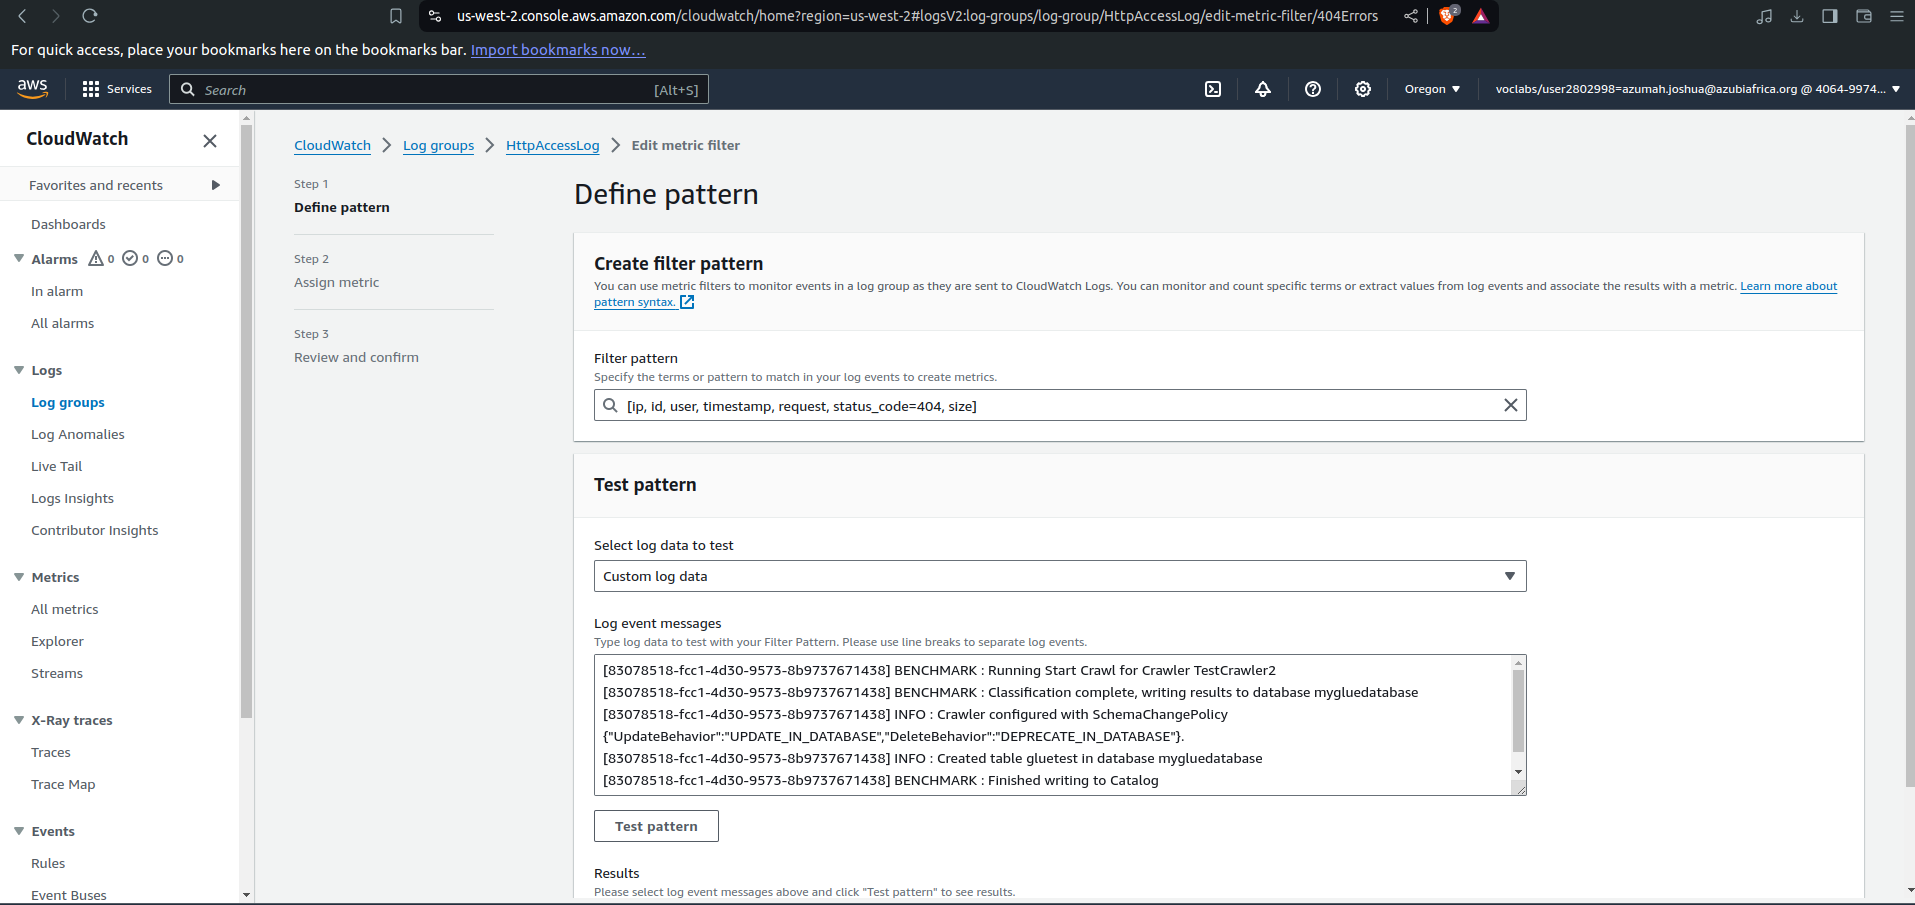 us-west-2.console.aws.amazon.com/cloudwatch/home?region=us-west-2#logsV2:log-groups/log-group/HttpAccessLog/edit-metric-filter/404Errors
2
For quick access, place your bookmarks here on the bookmarks bar. Import bookmarks now...
aws
Services
Search
[Alt+S]
Oregon
voclabs/user2802998=azumah.joshua@azubiafrica.org @ 4064-9974...
CloudWatch
Favorites and recents
Dashboards
Alarms 0 0 0
In alarm
All alarms
Logs
Log groups
Log Anomalies
Live Tail
Logs Insights
Contributor Insights
Metrics
All metrics
Explorer
Streams
X-Ray traces
Traces
Trace Map
Events
Rules
Event Buses
CloudWatch
Log groups
HttpAccessLog
Edit metric filter
Step 1
Define pattern
Step 2
Assign metric
Step 3
Review and confirm
Define pattern
Create filter pattern
You can use metric filters to monitor events in a log group as they are sent to CloudWatch Logs. You can monitor and count specific terms or extract values from log events and associate the results with a metric. Learn more about
pattern syntax.
Filter pattern
Specify the terms or pattern to match in your log events to create metrics.
[ip, id, user, timestamp, request, status_code=404, size]
Test pattern
Select log data to test
Custom log data
Log event messages
Type log data to test with your Filter Pattern. Please use line breaks to separate log events.
[83078518-fcc1-4d30-9573-8b9737671438] BENCHMARK : Running Start Crawl for Crawler TestCrawler2
[83078518-fcc1-4d30-9573-8b9737671438] BENCHMARK : Classification complete, writing results to database mygluedatabase
[83078518-fcc1-4d30-9573-8b9737671438] INFO : Crawler configured with SchemaChangePolicy
{"UpdateBehavior":"UPDATE_IN_DATABASE","DeleteBehavior":"DEPRECATE_IN_DATABASE"}.
[83078518-fcc1-4d30-9573-8b9737671438] INFO : Created table gluetest in database mygluedatabase
[83078518-fcc1-4d30-9573-8b9737671438] BENCHMARK : Finished writing to Catalog
Test pattern
Results
Please select log event messages above and click "Test pattern" to see results.